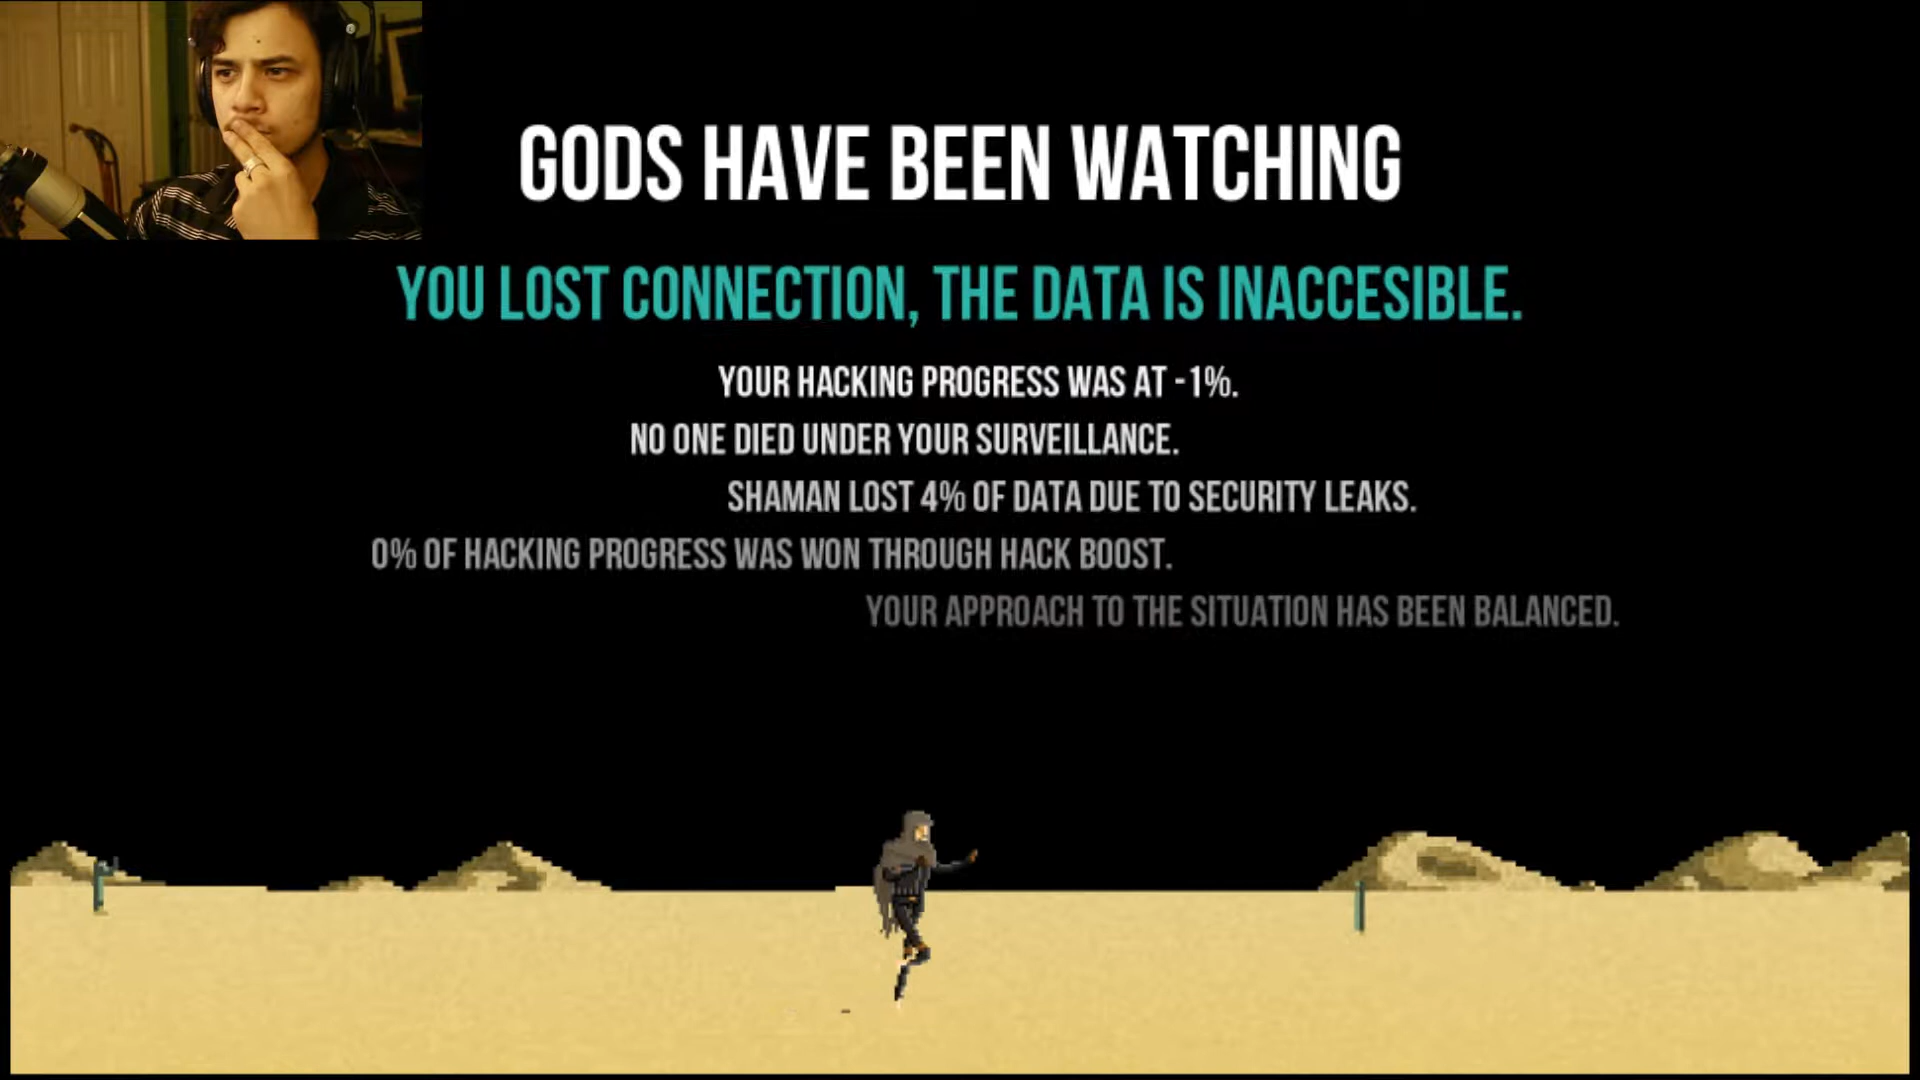 GODS HAVE BEEN WATCHING
YOU LOST CONNECTION, THE DATA IS INACCESIBLE.
YOUR HACKING PROGRESS WAS AT -1%.
NO ONE DIED UNDER YOUR SURVEILLANCE.
SHAMAN LOST 4% OF DATA DUE TO SECURITY LEAKS.
0% OF HACKING PROGRESS WAS WON THROUGH HACK BOOST.
YOUR APPROACH TO THE SITUATION HAS BEEN BALANCED.